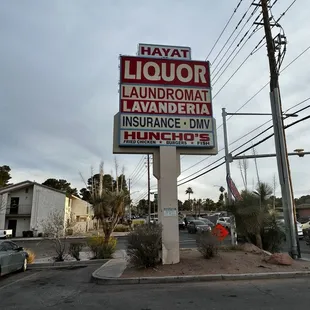 HAYAT
LIQUOR
LAUNDROMAT
LAVANDERIA
INSURANCE • DMV
HUNCHO'S
FRIED CHICKEN • BURGERS • FISH